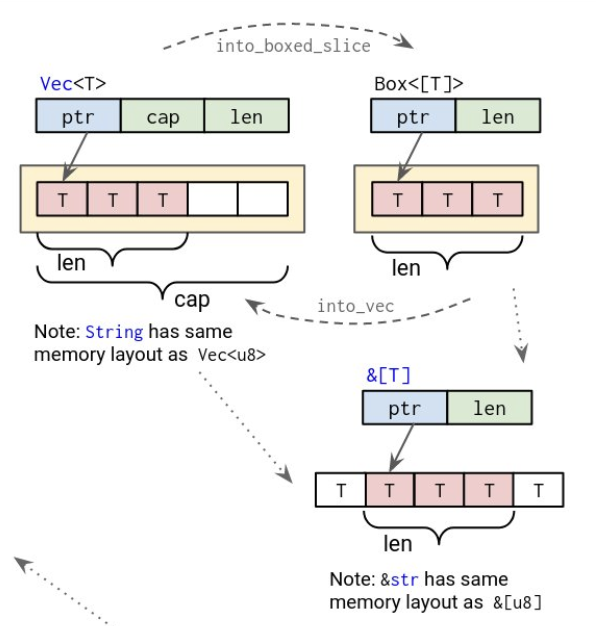 into_boxed_slice
Vec<T>
ptr cap len
T T T
len
cap
Note: String has same
memory layout as Vec<u8>
Box<[T]>
ptr len
T T T
len
into_vec
&[T]
ptr len
T T T T T
len
Note: &str has same
memory layout as &[u8]